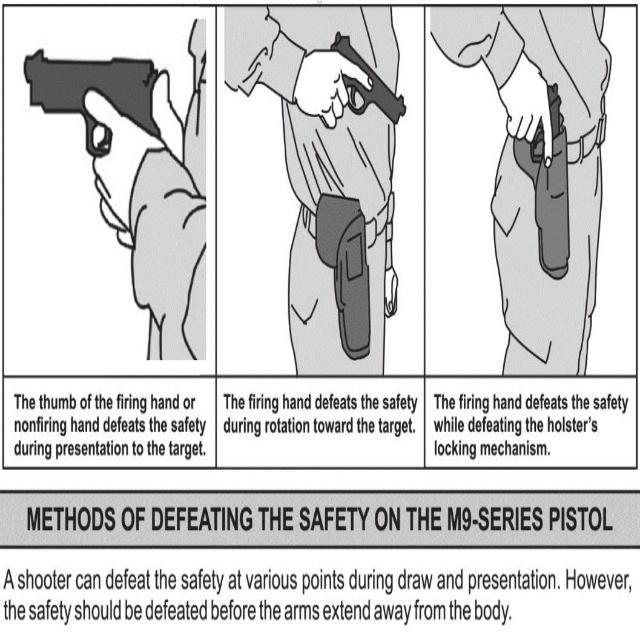 The thumb of the firing hand or
nonfiring hand defeats the safety
during presentation to the target.
The firing hand defeats the safety
during rotation toward the target.
The firing hand defeats the safety
while defeating the holster's
locking mechanism.
METHODS OF DEFEATING THE SAFETY ON THE M9-SERIES PISTOL
A shooter can defeat the safety at various points during draw and presentation. However,
the safety should be defeated before the arms extend away from the body.